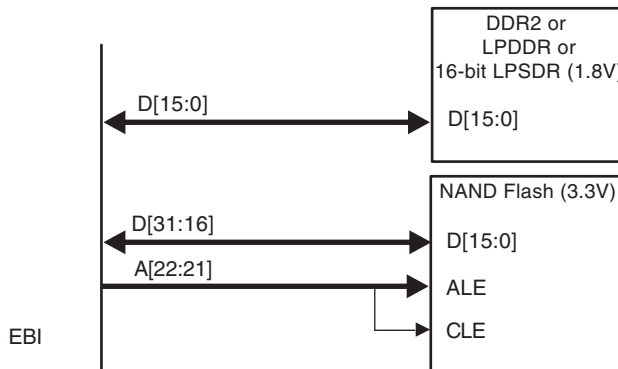 DDR2 or
LPDDR or
16-bit LPSDR (1.8V)
D[15:0]
D[15:0]
NAND Flash (3.3V)
D[31:16]
D[15:0]
A[22:21]
ALE
CLE
EBI